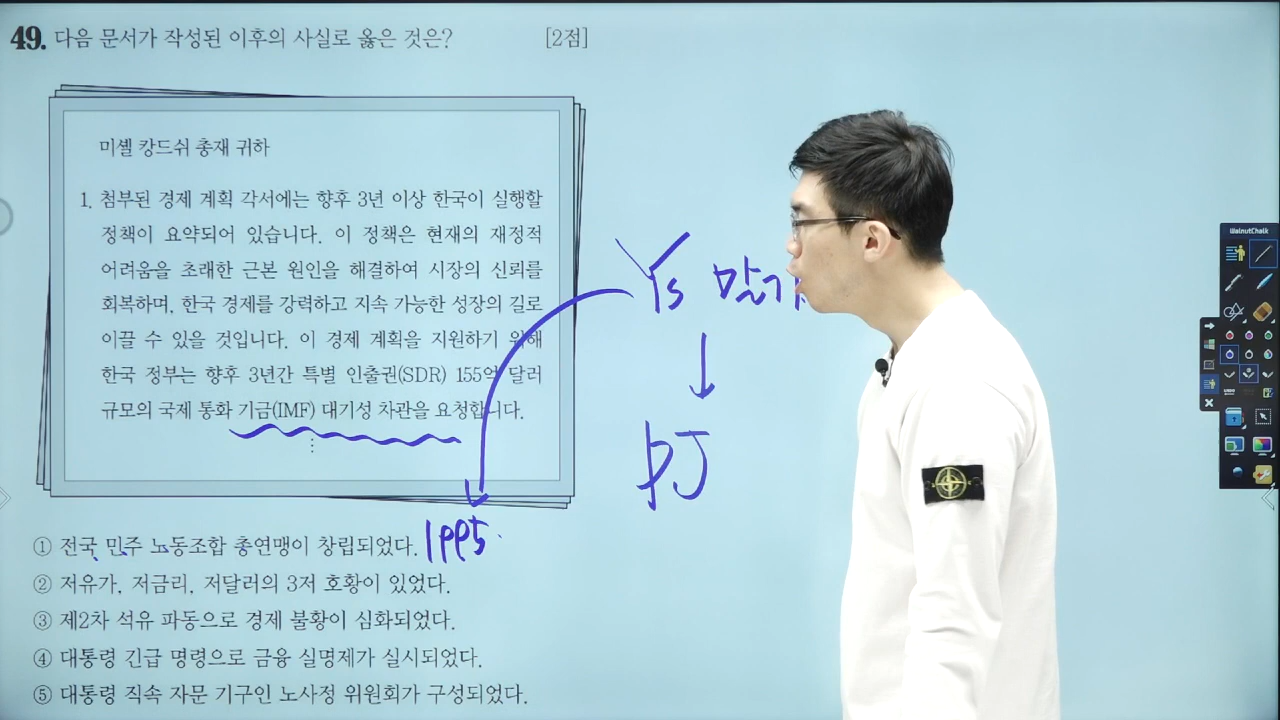 49. 다음 문서가 작성된 이후의 사실로 옳은 것은? [2점]
미셸 캉드쉬 총재 귀하
1. 첨부된 경제 계획 각서에는 향후 3년 이상 한국이 실행할
정책이 요약되어 있습니다. 이 정책은 현재의 재정적
어려움을 초래한 근본 원인을 해결하여 시장의 신뢰를
회복하며, 한국 경제를 강력하고 지속 가능한 성장의 길로
이끌 수 있을 것입니다. 이 경제 계획을 지원하기 위해
한국 정부는 향후 3년간 특별 인출권(SDR) 155억 달러
규모의 국제 통화 기금(IMF) 대기성 차관을 요청합니다.
YS 말기
↓
DJ
① 전국 민주 노동조합 총연맹이 창립되었다. 1995
② 저유가, 저금리, 저달러의 3저 호황이 있었다.
③ 제2차 석유 파동으로 경제 불황이 심화되었다.
④ 대통령 긴급 명령으로 금융 실명제가 실시되었다.
⑤ 대통령 직속 자문 기구인 노사정 위원회가 구성되었다.
WalnutChalk